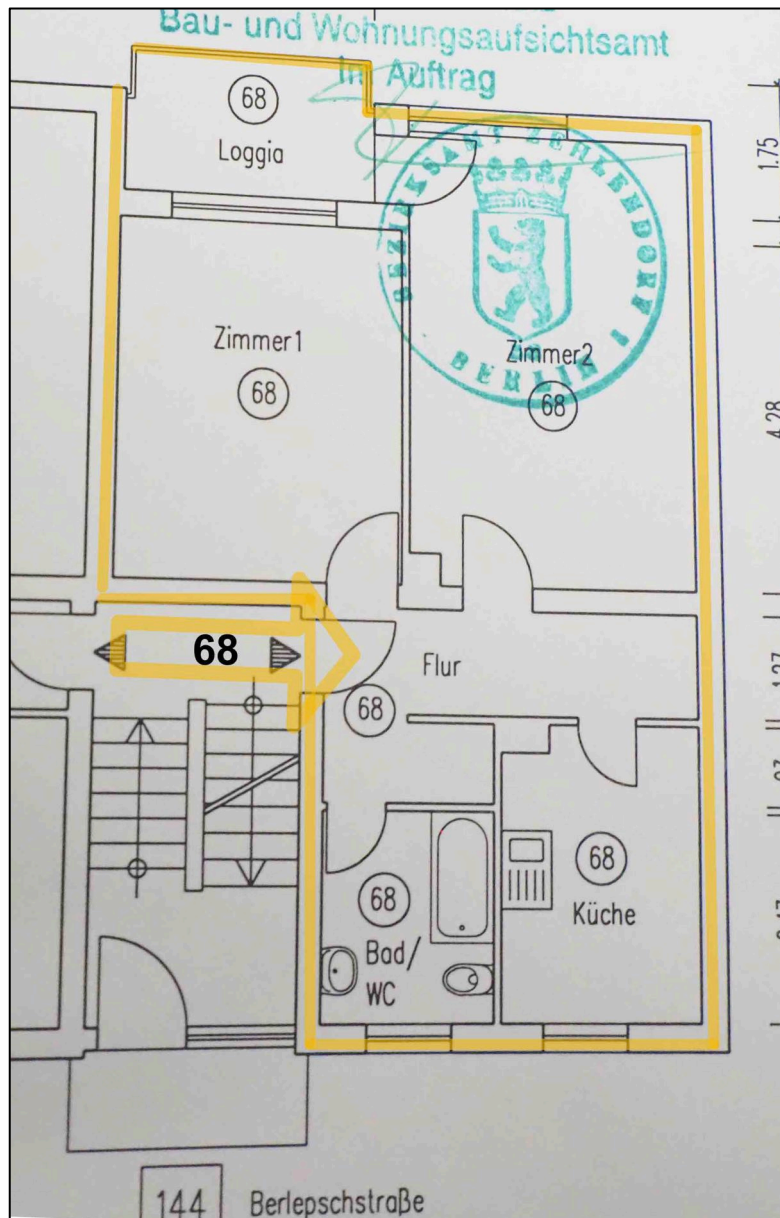 Bau- und Wohnungsaufsichtsamt
Im Auftrag
68
Loggia
BEZIRKSAMT ZEHLENDORF 1
BERLIN
Zimmer1
68
Zimmer2
68
68
Flur
68
68
Küche
68
Bad/
WC
1.75
4.28
144 Berlepschstraße